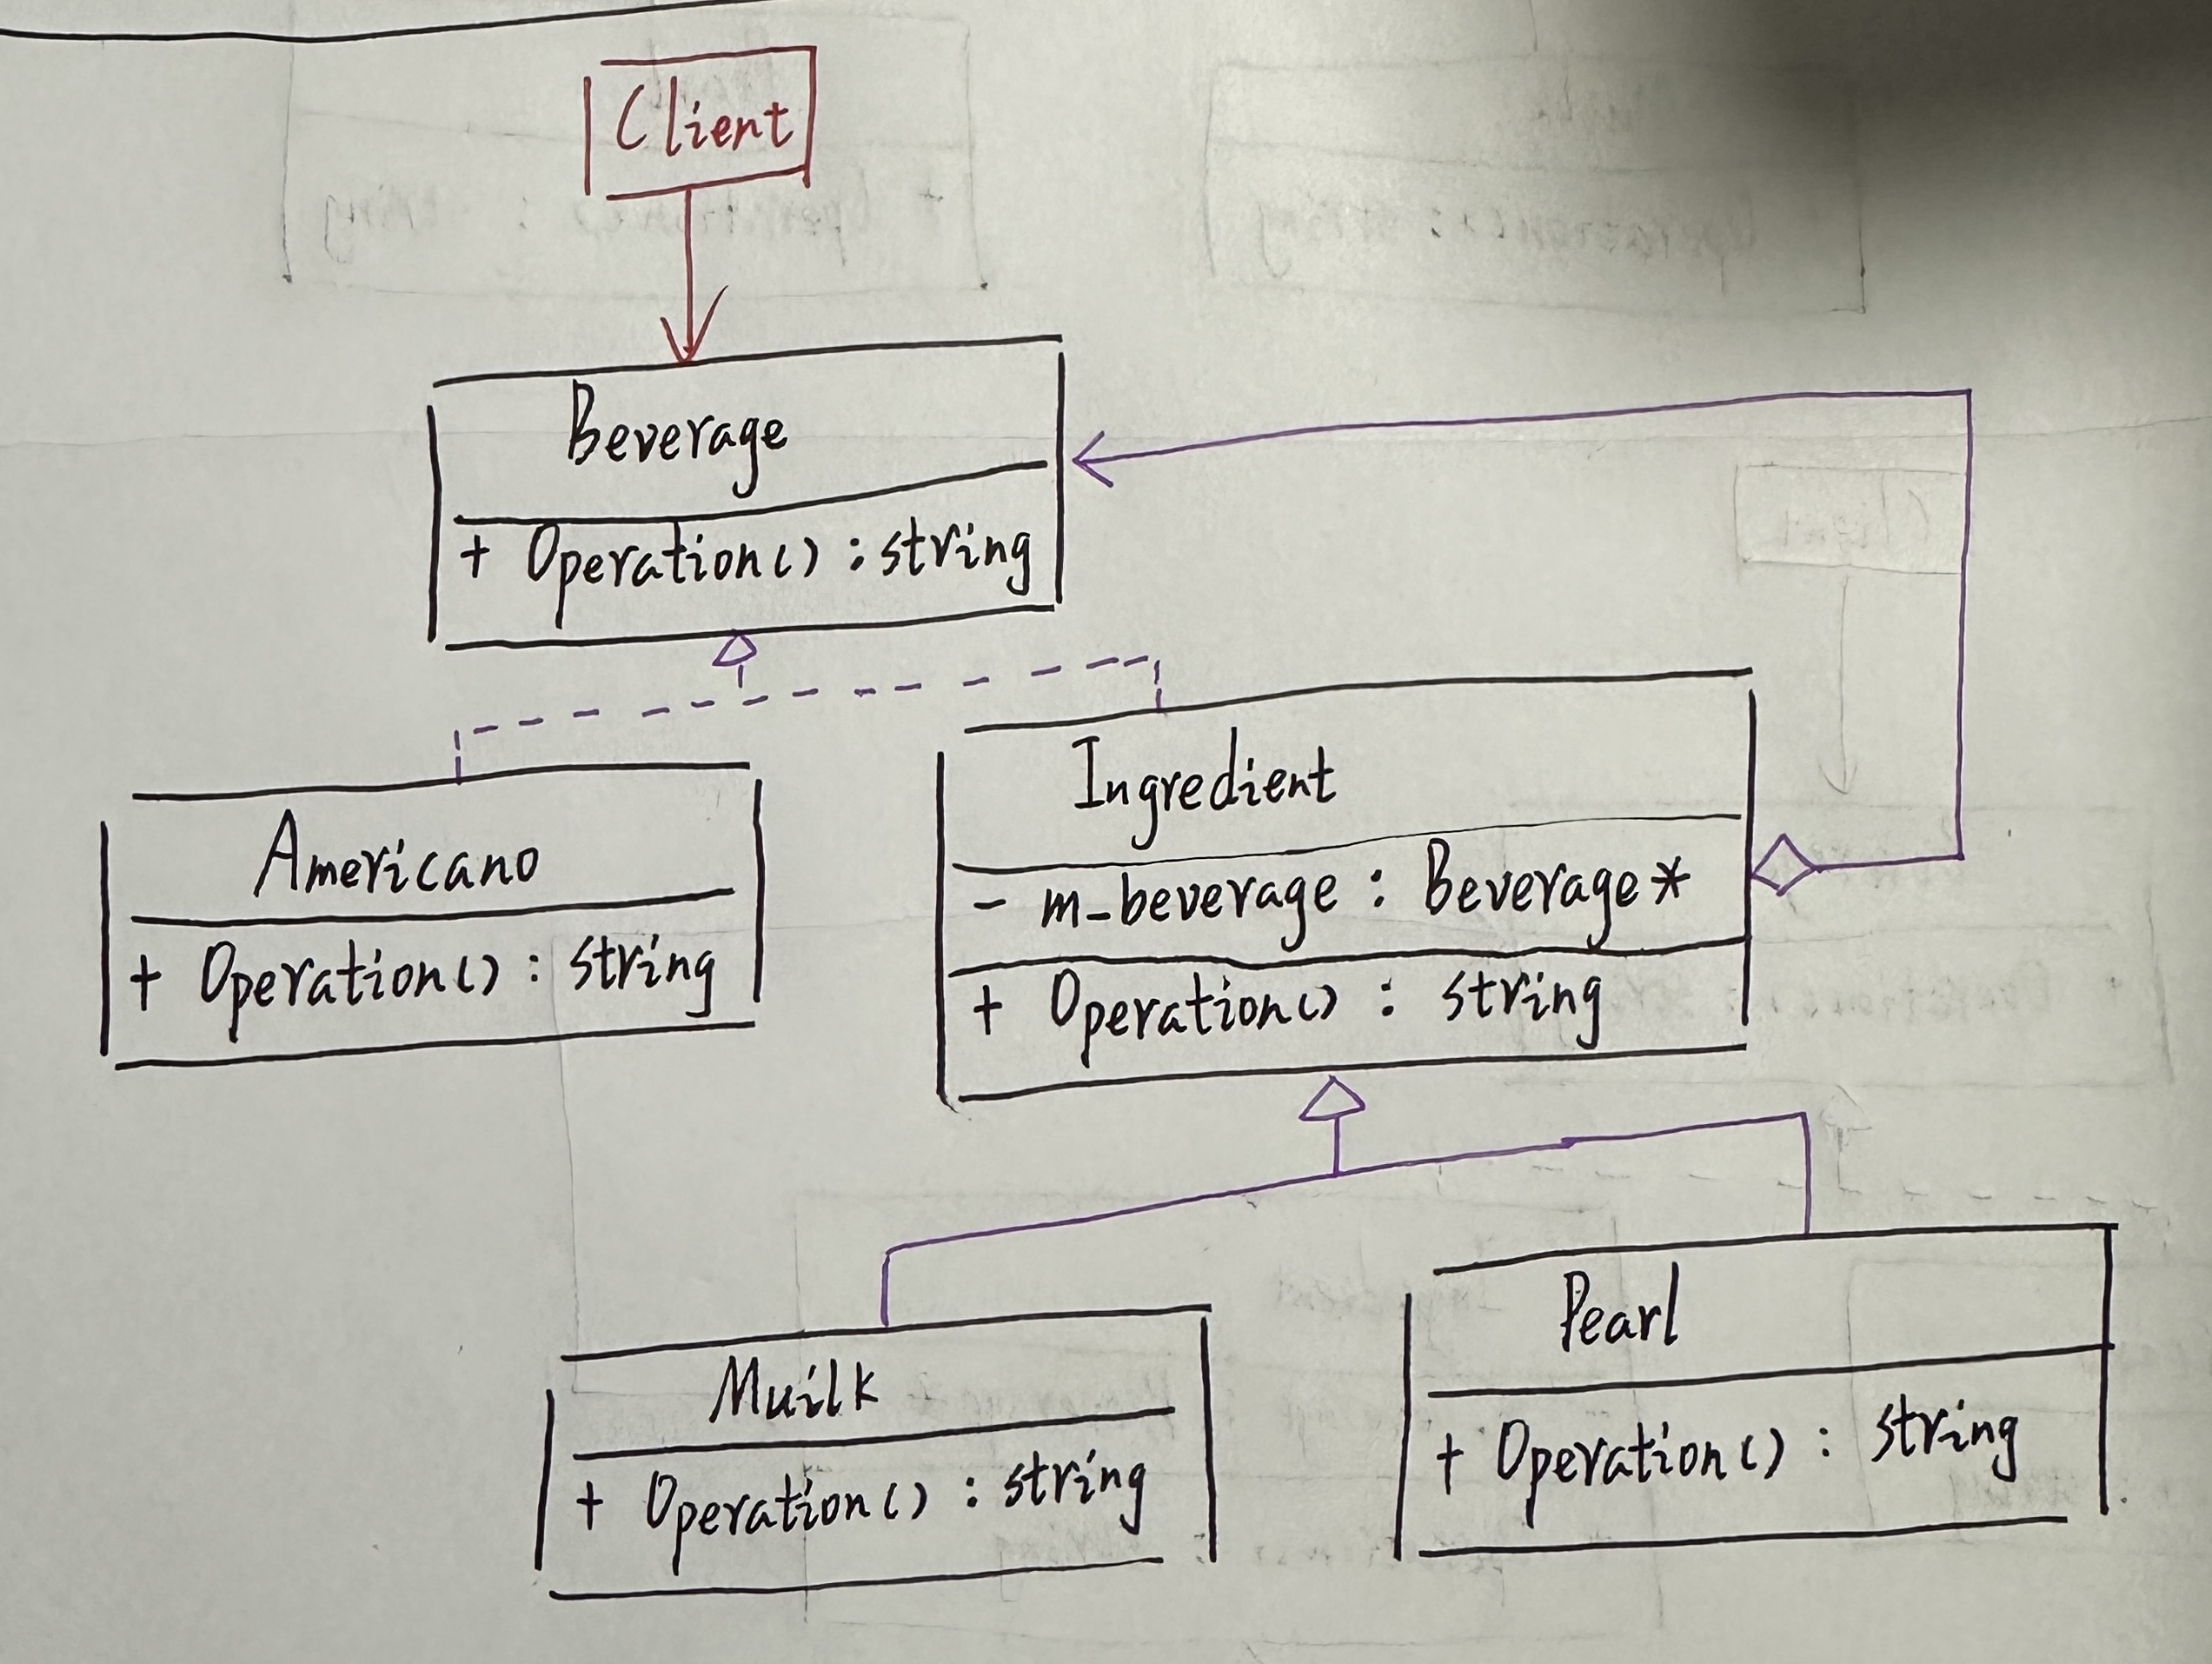 Client
Beverage
+ Operation() : string
Americano
+ Operation() : string
Ingredient
- m_beverage : Beverage*
+ Operation() : string
Muilk
+ Operation() : string
Pearl
+ Operation() : string